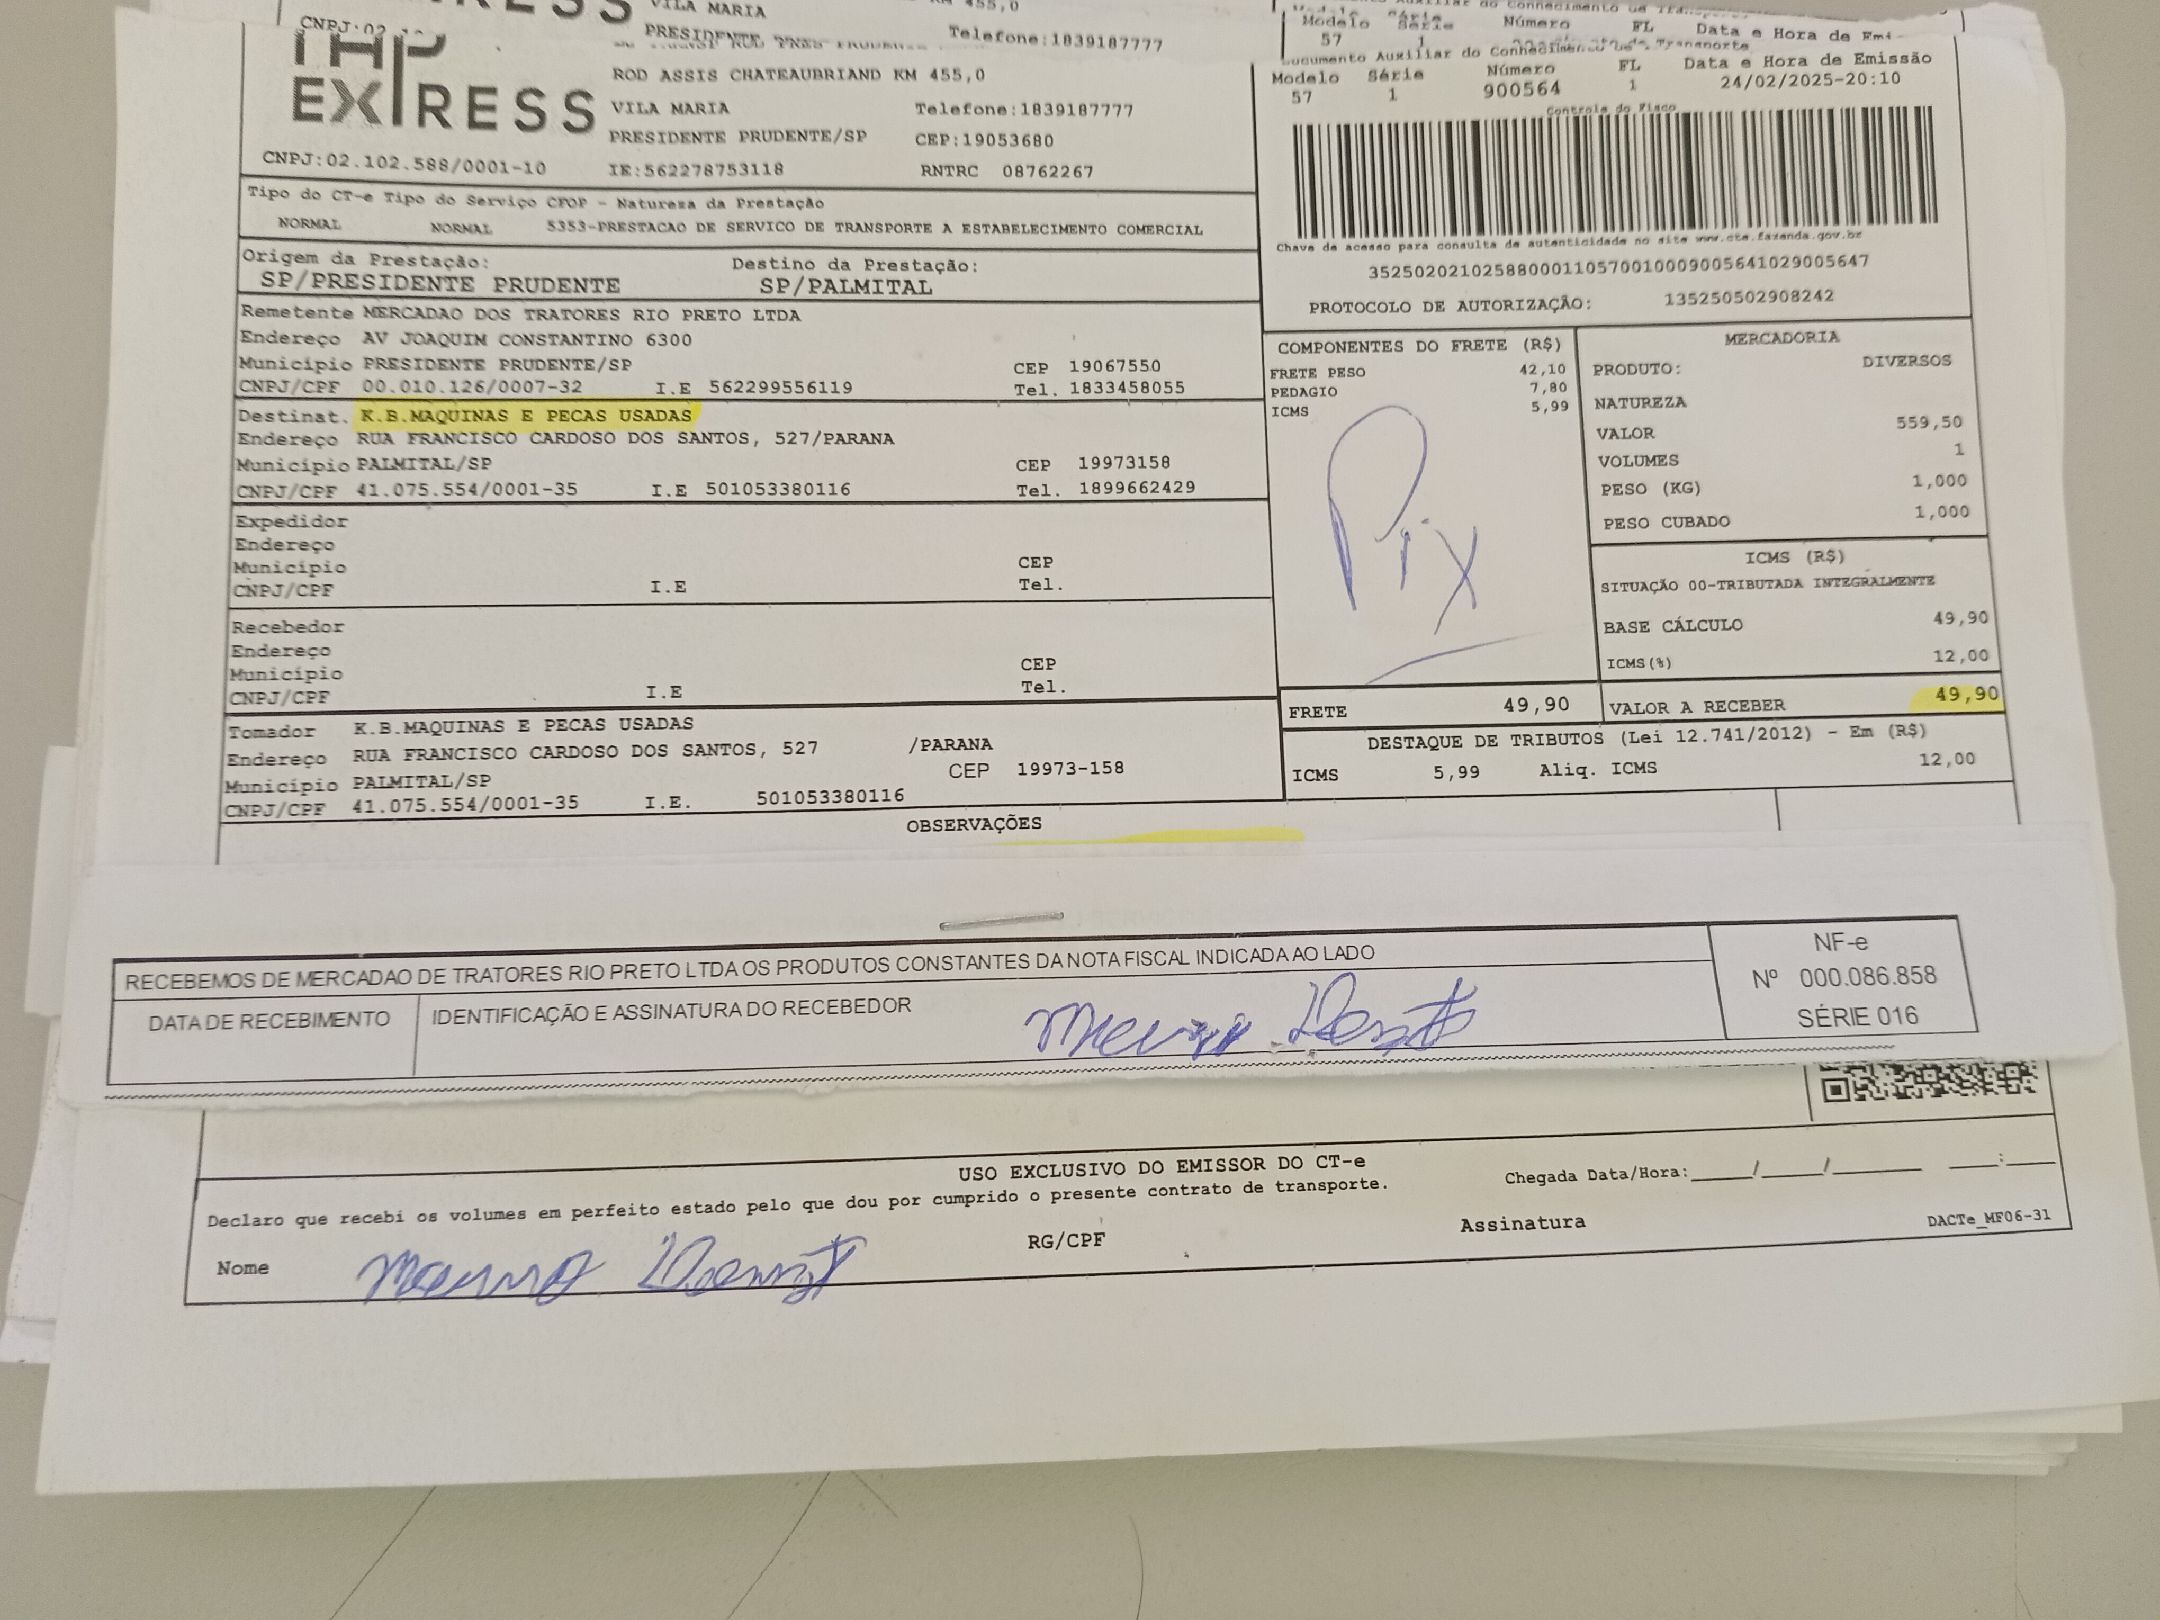 VILA MARIA
PRESIDENTE
Telefone:1839187777
EXPRESS
ROD ASSIS CHATEAUBRIAND KM 455,0
VILA MARIA Telefone:1839187777
PRESIDENTE PRUDENTE/SP CEP:19053680
CNPJ:02.102.588/0001-10 IE:562278753118 RNTRC 08762267
Modelo Série Número FL
57 1
Auxiliar do
Modelo Série Número FL Data e Hora de Emissão
57 1 900564 1 24/02/2025-20:10
Controle do Fisco
Chave de acesso para consulta de autenticidade no site www.cte.fazenda.gov.br
35250202102588000110570010009005641029005647
PROTOCOLO DE AUTORIZAÇÃO: 135250502908242
Tipo do CT-e Tipo do Serviço CFOP - Natureza da Prestação
NORMAL NORMAL 5353-PRESTACAO DE SERVICO DE TRANSPORTE A ESTABELECIMENTO COMERCIAL
Origem da Prestação: Destino da Prestação:
SP/PRESIDENTE PRUDENTE SP/PALMITAL
Remetente MERCADAO DOS TRATORES RIO PRETO LTDA
Endereço AV JOAQUIM CONSTANTINO 6300
Município PRESIDENTE PRUDENTE/SP CEP 19067550
CNPJ/CPF 00.010.126/0007-32 I.E 562299556119 Tel. 1833458055
Destinat. K.B.MAQUINAS E PECAS USADAS
Endereço RUA FRANCISCO CARDOSO DOS SANTOS, 527/PARANA
Município PALMITAL/SP CEP 19973158
CNPJ/CPF 41.075.554/0001-35 I.E 501053380116 Tel. 1899662429
Expedidor
Endereço
Município CEP
CNPJ/CPF I.E Tel.
Recebedor
Endereço
Município CEP
CNPJ/CPF I.E Tel.
Tomador K.B.MAQUINAS E PECAS USADAS
Endereço RUA FRANCISCO CARDOSO DOS SANTOS, 527 /PARANA
Município PALMITAL/SP CEP 19973-158
CNPJ/CPF 41.075.554/0001-35 I.E. 501053380116
COMPONENTES DO FRETE (R$)
FRETE PESO 42,10
PEDAGIO 7,80
ICMS 5,99
Pix
MERCADORIA
PRODUTO: DIVERSOS
NATUREZA
VALOR 559,50
VOLUMES 1
PESO (KG) 1,000
PESO CUBADO 1,000
ICMS (R$)
SITUAÇÃO 00-TRIBUTADA INTEGRALMENTE
BASE CÁLCULO 49,90
ICMS(%) 12,00
FRETE 49,90 VALOR A RECEBER 49,90
DESTAQUE DE TRIBUTOS (Lei 12.741/2012) - Em (R$)
ICMS 5,99 Aliq. ICMS 12,00
OBSERVAÇÕES
RECEBEMOS DE MERCADAO DE TRATORES RIO PRETO LTDA OS PRODUTOS CONSTANTES DA NOTA FISCAL INDICADA AO LADO
DATA DE RECEBIMENTO IDENTIFICAÇÃO E ASSINATURA DO RECEBEDOR
NF-e
Nº 000.086.858
SÉRIE 016
USO EXCLUSIVO DO EMISSOR DO CT-e
Declaro que recebi os volumes em perfeito estado pelo que dou por cumprido o presente contrato de transporte.
Chegada Data/Hora:_____/_____/_______ ____:____
Nome RG/CPF Assinatura DACTe_MF06-31